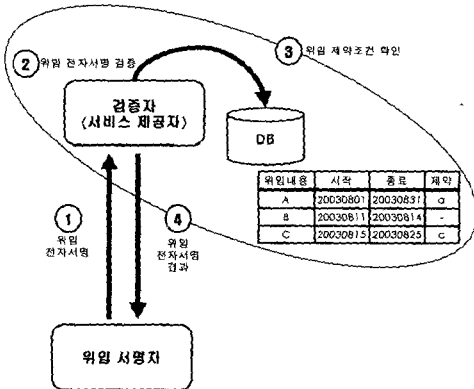 ③ 위임 제약조건 확인
② 위임 전자서명 검증
검증자
(서비스 제공자)
DB
위임내용 시작 종료 제약
A 20030801 20030831 a
B 20030811 20030814 -
C 20030815 20030825 c
①
위임
전자서명
④
위임
전자서명
결과
위임 서명자